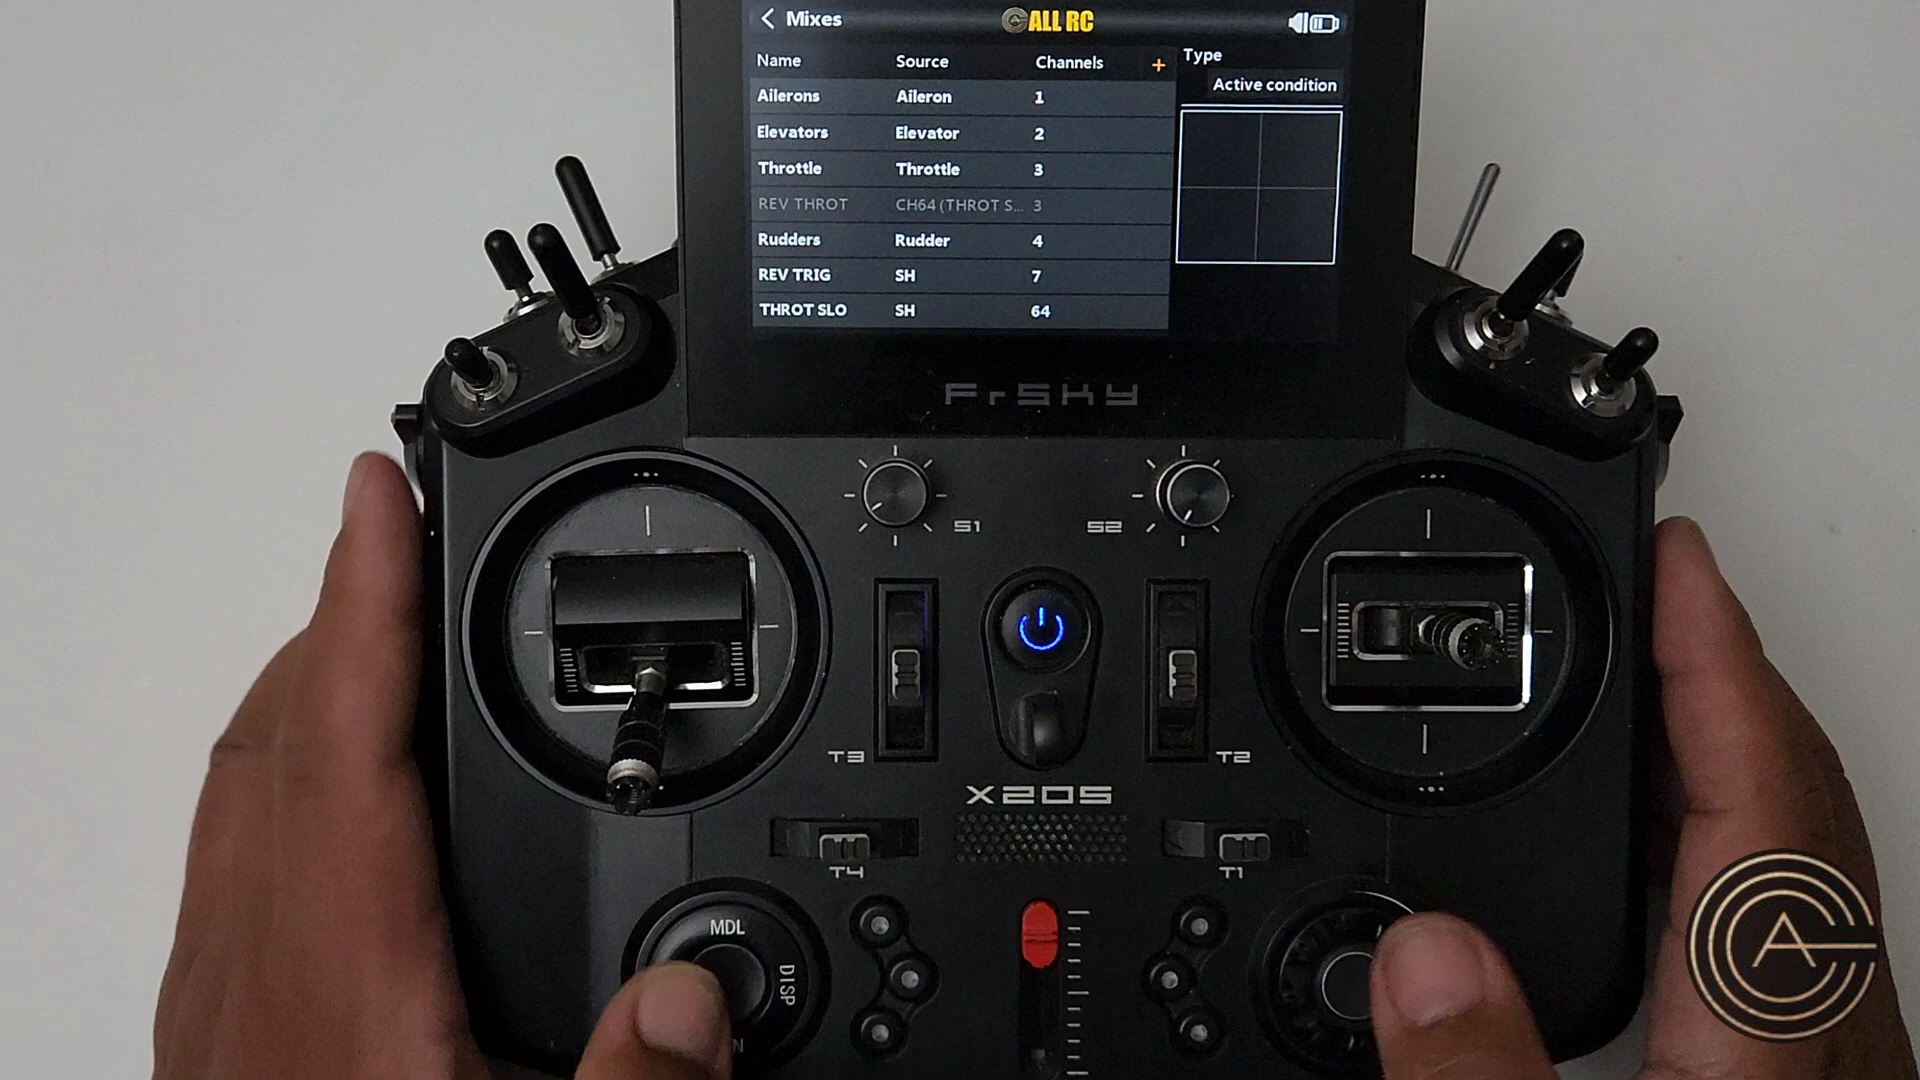 Mixes
ALL RC
Name Source Channels +
Type
Active condition
Ailerons Aileron 1
Elevators Elevator 2
Throttle Throttle 3
REV THROT CH64 (THROT S... 3
Rudders Rudder 4
REV TRIG SH 7
THROT SLO SH 64
FrSKY
S1 S2
T3 T2
X20S
T4 T1
MDL
DISP